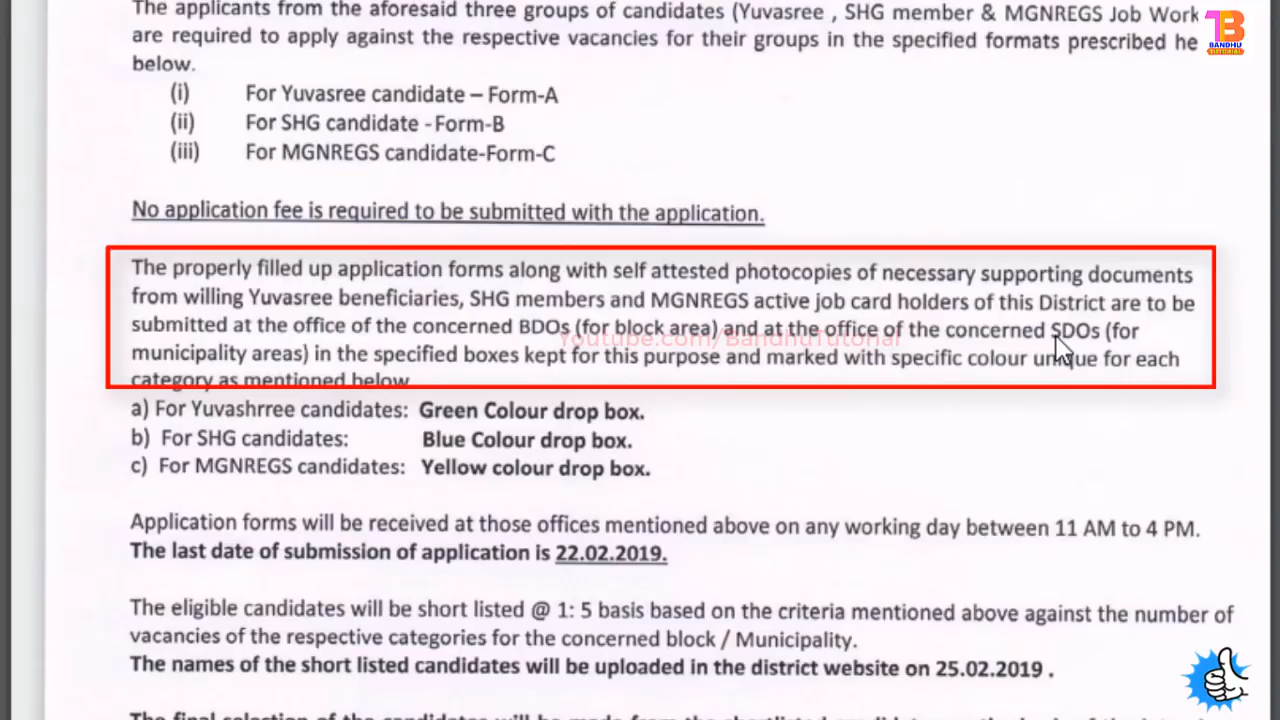 The applicants from the aforesaid three groups of candidates (Yuvasree , SHG member & MGNREGS Job Work
are required to apply against the respective vacancies for their groups in the specified formats prescribed he
below.
(i) For Yuvasree candidate – Form-A
(ii) For SHG candidate -Form-B
(iii) For MGNREGS candidate-Form-C
No application fee is required to be submitted with the application.
The properly filled up application forms along with self attested photocopies of necessary supporting documents
from willing Yuvasree beneficiaries, SHG members and MGNREGS active job card holders of this District are to be
submitted at the office of the concerned BDOs (for block area) and at the office of the concerned SDOs (for
Youtube.com/BandhuTutorial
municipality areas) in the specified boxes kept for this purpose and marked with specific colour unique for each
category as mentioned below
a) For Yuvashrree candidates: Green Colour drop box.
b) For SHG candidates: Blue Colour drop box.
c) For MGNREGS candidates: Yellow colour drop box.
Application forms will be received at those offices mentioned above on any working day between 11 AM to 4 PM.
The last date of submission of application is 22.02.2019.
The eligible candidates will be short listed @ 1: 5 basis based on the criteria mentioned above against the number of
vacancies of the respective categories for the concerned block / Municipality.
The names of the short listed candidates will be uploaded in the district website on 25.02.2019 .
TB
BANDHU
TUTORIAL